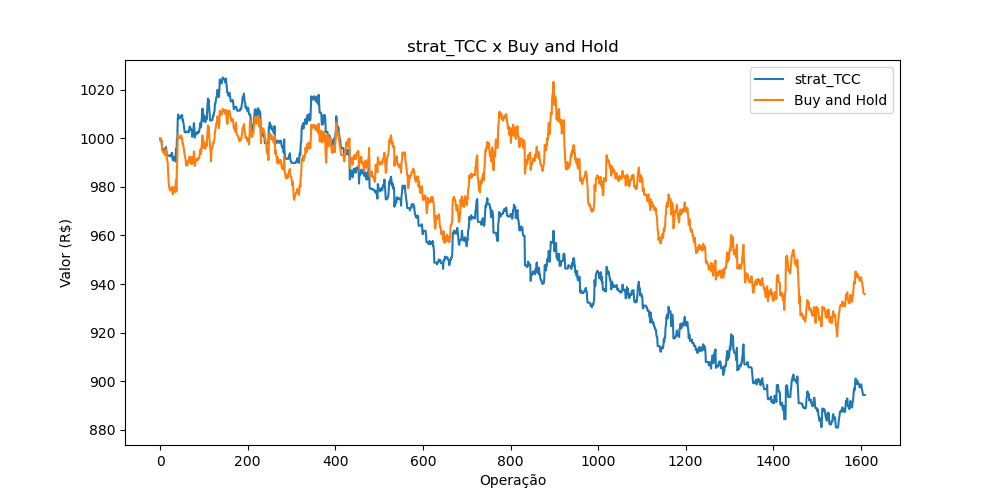 strat_TCC x Buy and Hold
strat_TCC
Buy and Hold
Valor (R$)
1020
1000
980
960
940
920
900
880
0 200 400 600 800 1000 1200 1400 1600
Operação